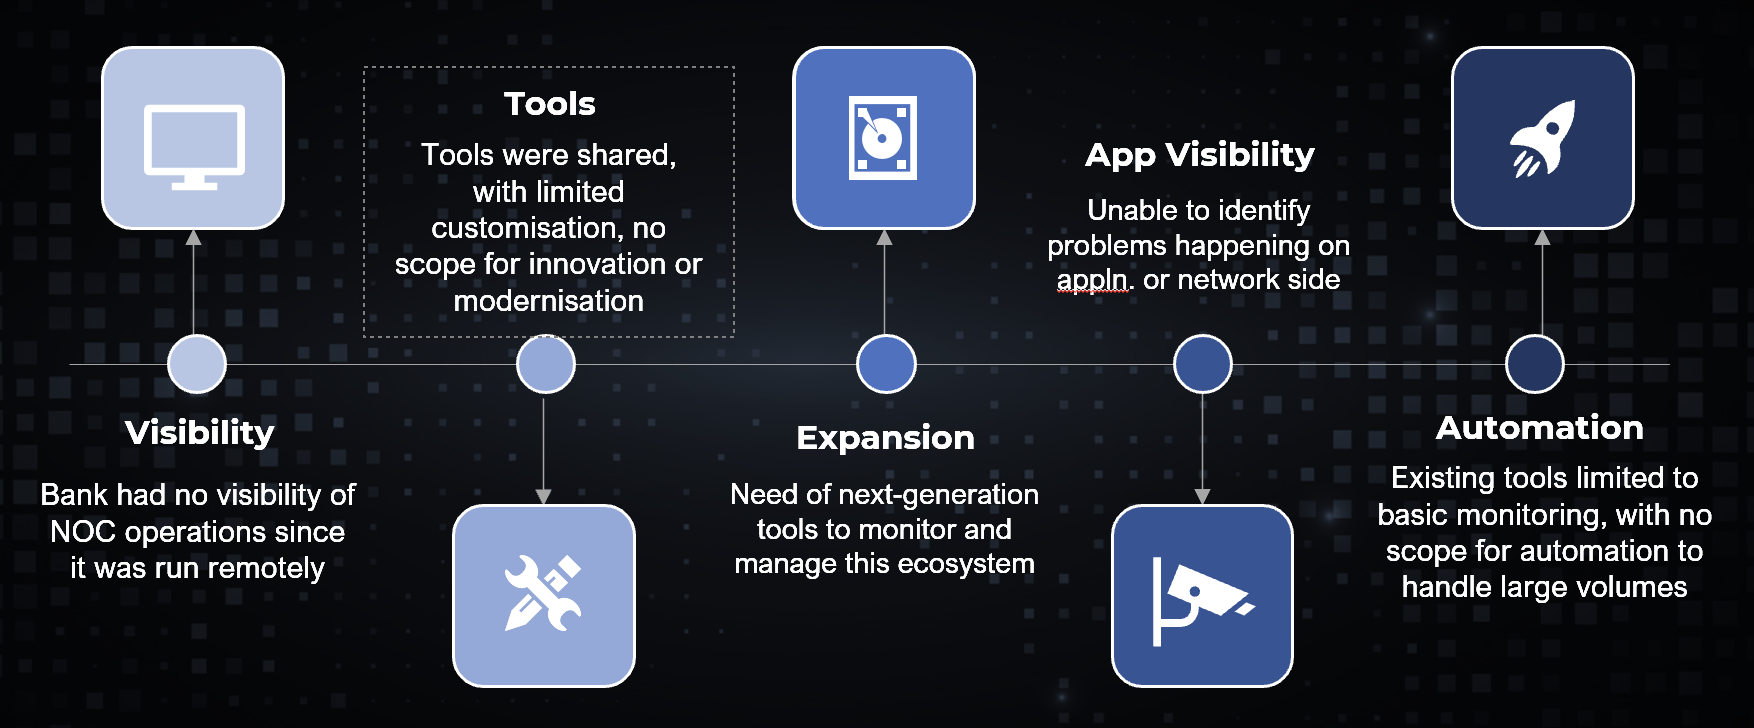 Visibility
Bank had no visibility of
NOC operations since
it was run remotely
Tools
Tools were shared,
with limited
customisation, no
scope for innovation or
modernisation
Expansion
Need of next-generation
tools to monitor and
manage this ecosystem
App Visibility
Unable to identify
problems happening on
appln. or network side
Automation
Existing tools limited to
basic monitoring, with no
scope for automation to
handle large volumes